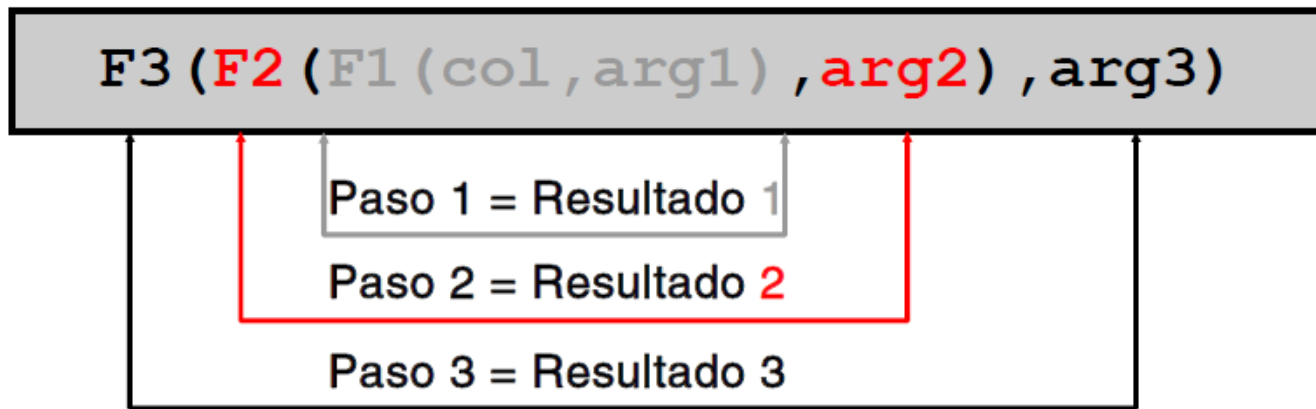 F3(F2(F1(col,arg1),arg2),arg3)
Paso 1 = Resultado 1
Paso 2 = Resultado 2
Paso 3 = Resultado 3